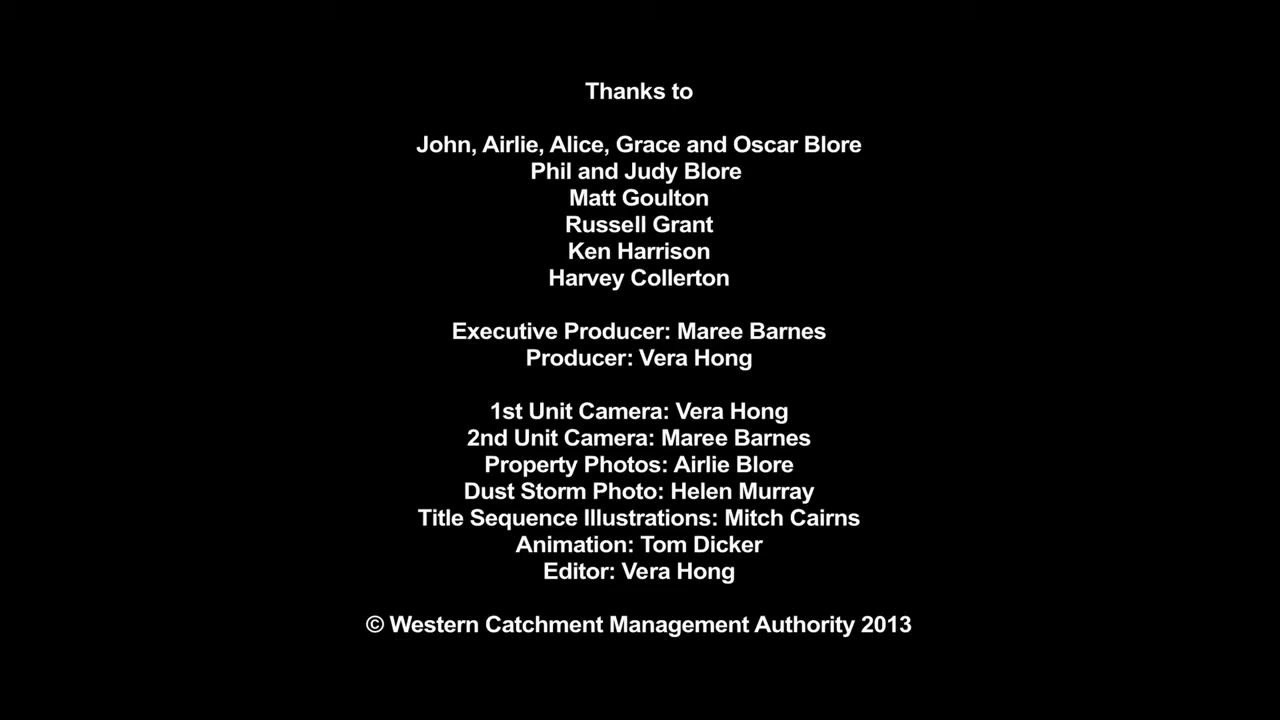 Thanks to
John, Airlie, Alice, Grace and Oscar Blore
Phil and Judy Blore
Matt Goulton
Russell Grant
Ken Harrison
Harvey Collerton
Executive Producer: Maree Barnes
Producer: Vera Hong
1st Unit Camera: Vera Hong
2nd Unit Camera: Maree Barnes
Property Photos: Airlie Blore
Dust Storm Photo: Helen Murray
Title Sequence Illustrations: Mitch Cairns
Animation: Tom Dicker
Editor: Vera Hong
© Western Catchment Management Authority 2013